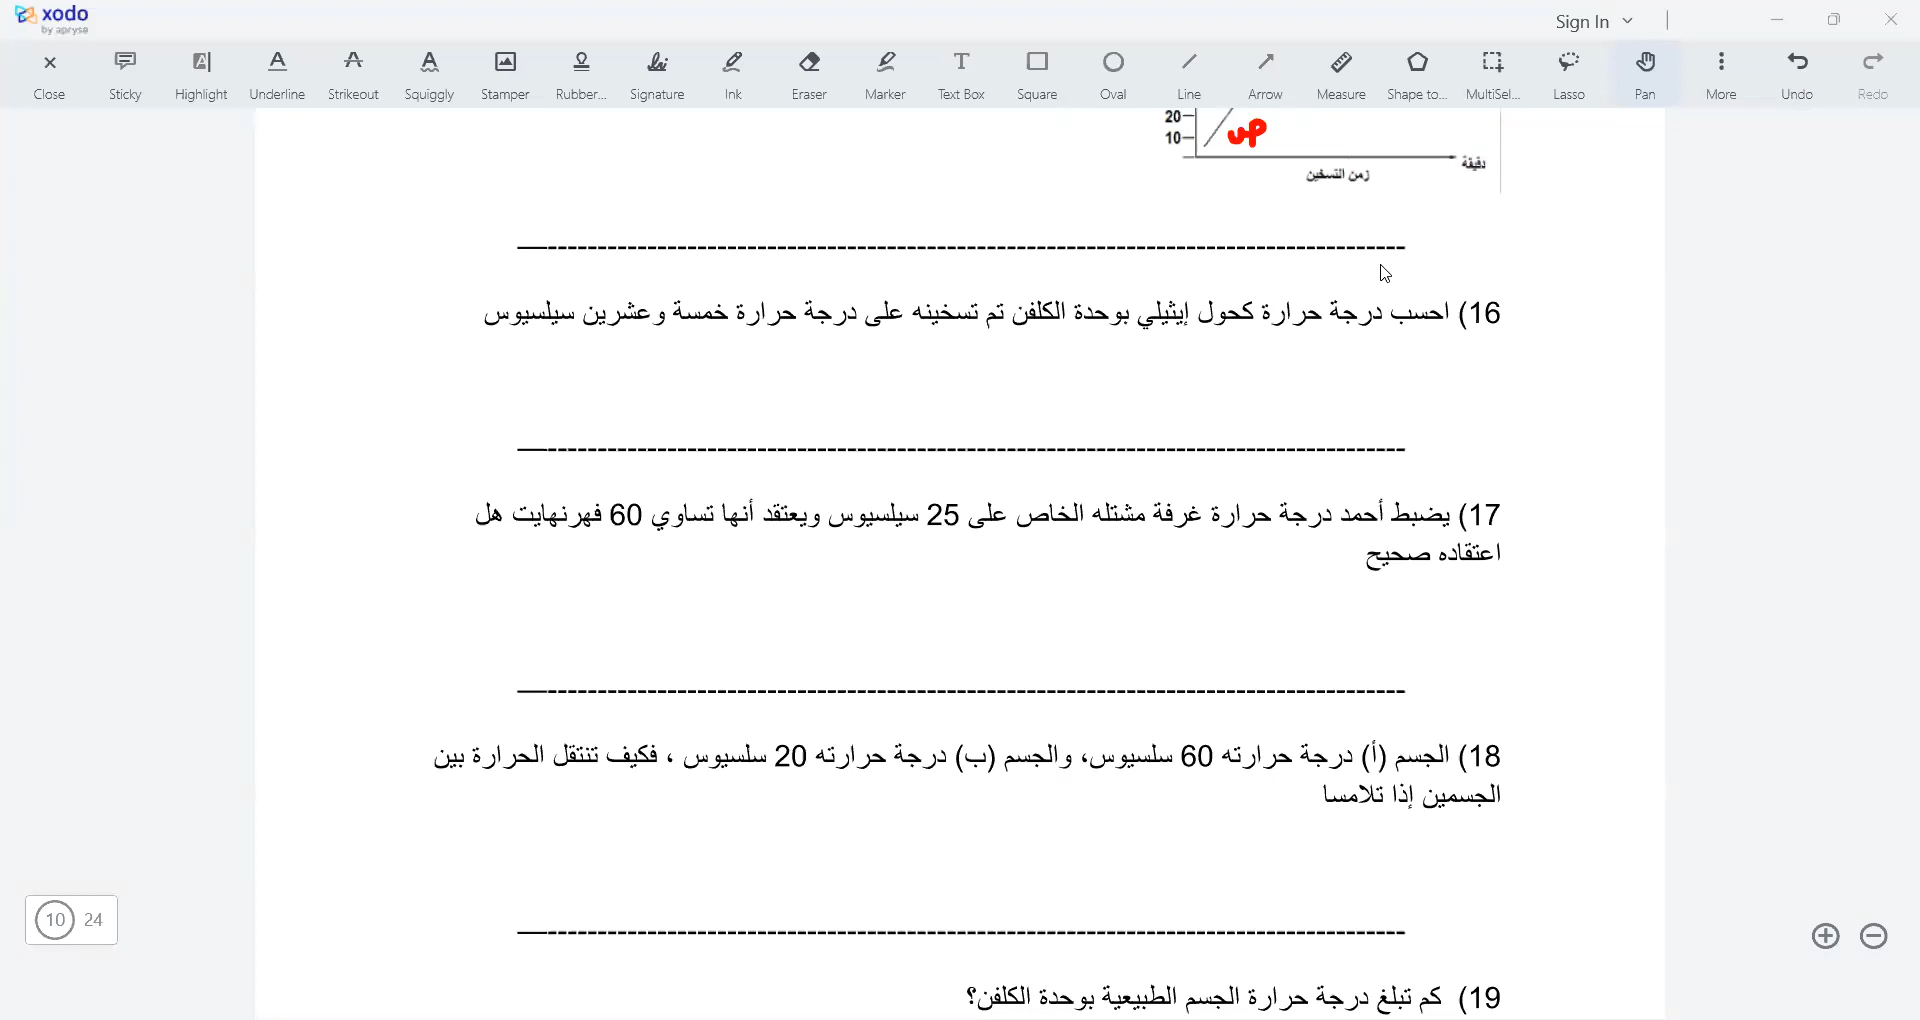 xodo
by apryse
Sign In
Close
Sticky
Highlight
Underline
Strikeout
Squiggly
Stamper
Rubber...
Signature
Ink
Eraser
Marker
Text Box
Square
Oval
Line
Arrow
Measure
Shape to...
MultiSel...
Lasso
Pan
More
Undo
Redo
20
10
دقيقة
زمن التسخين
16) احسب درجة حرارة كحول إيثيلي بوحدة الكلفن تم تسخينه على درجة حرارة خمسة وعشرين سيلسيوس
17) يضبط أحمد درجة حرارة غرفة مشتله الخاص على 25 سيلسيوس ويعتقد أنها تساوي 60 فهرنهايت هل
اعتقاده صحيح
18) الجسم (أ) درجة حرارته 60 سلسيوس، والجسم (ب) درجة حرارته 20 سلسيوس ، فكيف تنتقل الحرارة بين
الجسمين إذا تلامسا
19) كم تبلغ درجة حرارة الجسم الطبيعية بوحدة الكلفن؟
10 24